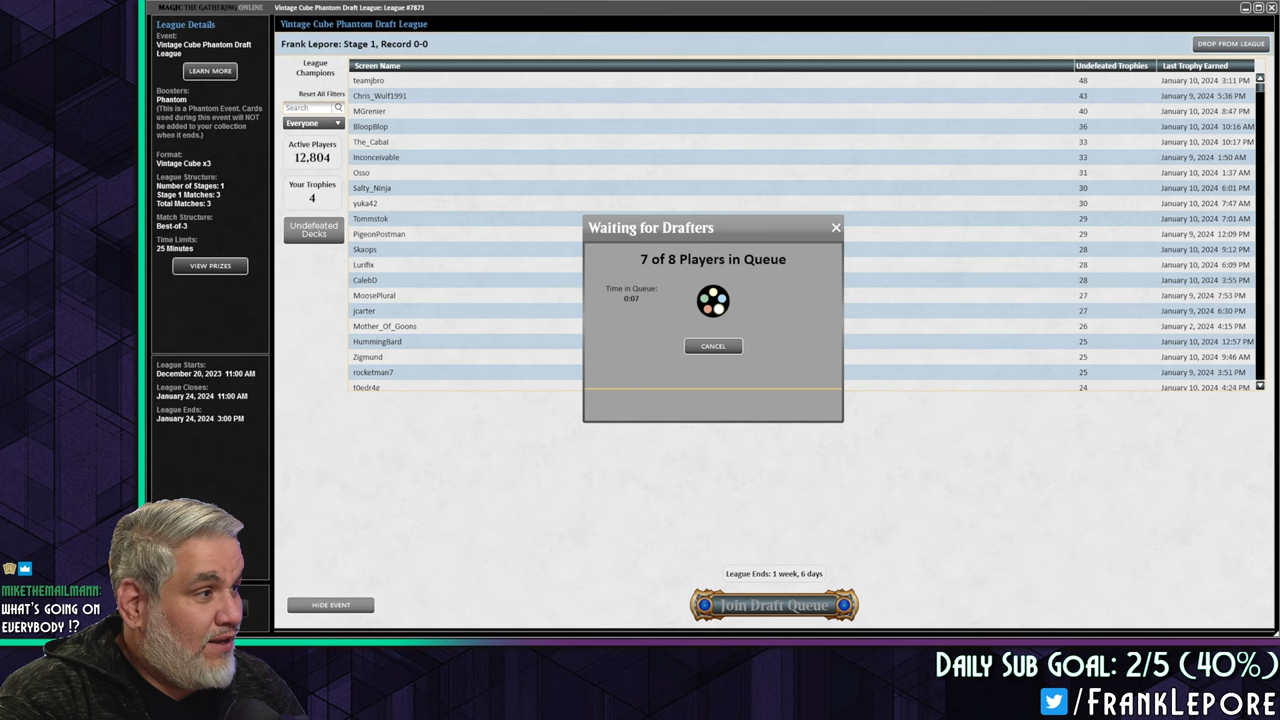 MAGIC THE GATHERING ONLINE
Vintage Cube Phantom Draft League: League #7873
League Details
Event:
Vintage Cube Phantom Draft
League
LEARN MORE
Boosters:
Phantom
(This is a Phantom Event. Cards
used during this event will NOT
be added to your collection
when it ends.)
Format:
Vintage Cube x3
League Structure:
Number of Stages: 1
Stage 1 Matches: 3
Total Matches: 3
Match Structure:
Best-of-3
Time Limits:
25 Minutes
VIEW PRIZES
League Starts:
December 20, 2023 11:00 AM
League Closes:
January 24, 2024 11:00 AM
League Ends:
January 24, 2024 3:00 PM
Vintage Cube Phantom Draft League
Frank Lepore: Stage 1, Record 0-0
DROP FROM LEAGUE
League
Champions
Reset All Filters
Search
Everyone
Active Players
12,804
Your Trophies
4
Undefeated
Decks
Screen Name Undefeated Trophies Last Trophy Earned
teamjbro 48 January 10, 2024 3:11 PM
Chris_Wulf1991 43 January 9, 2024 5:36 PM
MGrenier 40 January 10, 2024 8:47 PM
BloopBlop 36 January 10, 2024 10:16 AM
The_Cabal 33 January 10, 2024 10:17 PM
Inconceivable 33 January 9, 2024 1:50 AM
Osso 31 January 10, 2024 1:37 AM
Salty_Ninja 30 January 10, 2024 6:01 PM
yuka42 30 January 10, 2024 7:47 AM
Tommstok 29 January 10, 2024 7:01 AM
PigeonPostman 29 January 9, 2024 12:09 PM
Skaops 28 January 10, 2024 9:12 PM
Lurifix 28 January 10, 2024 6:09 PM
CalebD 28 January 10, 2024 3:55 PM
MoosePlural 27 January 9, 2024 7:53 PM
jcarter 27 January 9, 2024 6:30 PM
Mother_Of_Goons 26 January 2, 2024 4:15 PM
HummingBard 25 January 10, 2024 12:57 PM
Zigmund 25 January 10, 2024 9:46 AM
rocketman7 25 January 9, 2024 3:51 PM
t0edr4g 24 January 10, 2024 4:24 PM
Waiting for Drafters
7 of 8 Players in Queue
Time in Queue:
0:07
CANCEL
League Ends: 1 week, 6 days
HIDE EVENT
Join Draft Queue
MIKETHEMAILMANN:
WHAT'S GOING ON
EVERYBODY !?
DAILY SUB GOAL: 2/5 (40%)
/FRANKLEPORE